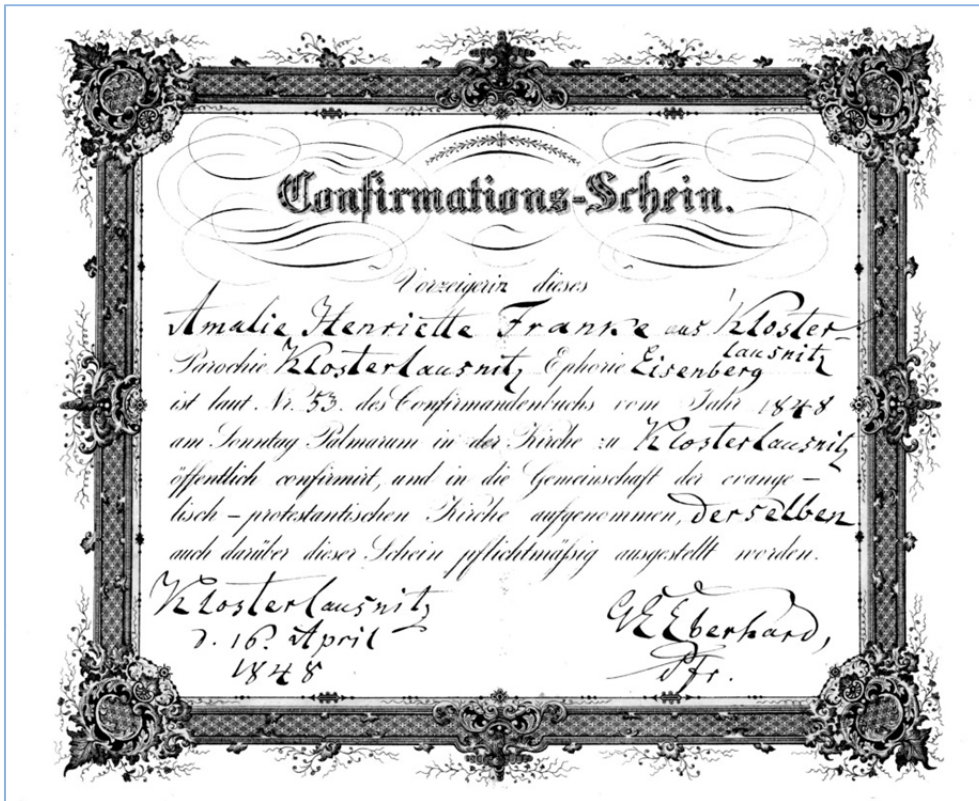 Confirmations-Schein.
Vorzeigerin dieses
Amalie Henriette Franke aus Kloster-
lausnitz
Parochie Klosterlausnitz Ephorie Eisenberg
ist laut Nr. 53. des Confirmandenbuchs vom Jahr 1848
am Sonntag Palmarum in der Kirche zu Klosterlausnitz
öffentlich confirmirt, und in die Gemeinschaft der evange-
lisch-protestantischen Kirche aufgenommen, derselben
auch darüber dieser Schein pflichtmäßig ausgestellt worden.
Klosterlausnitz
d. 16. April
1848
Eberhard,
Pfr.